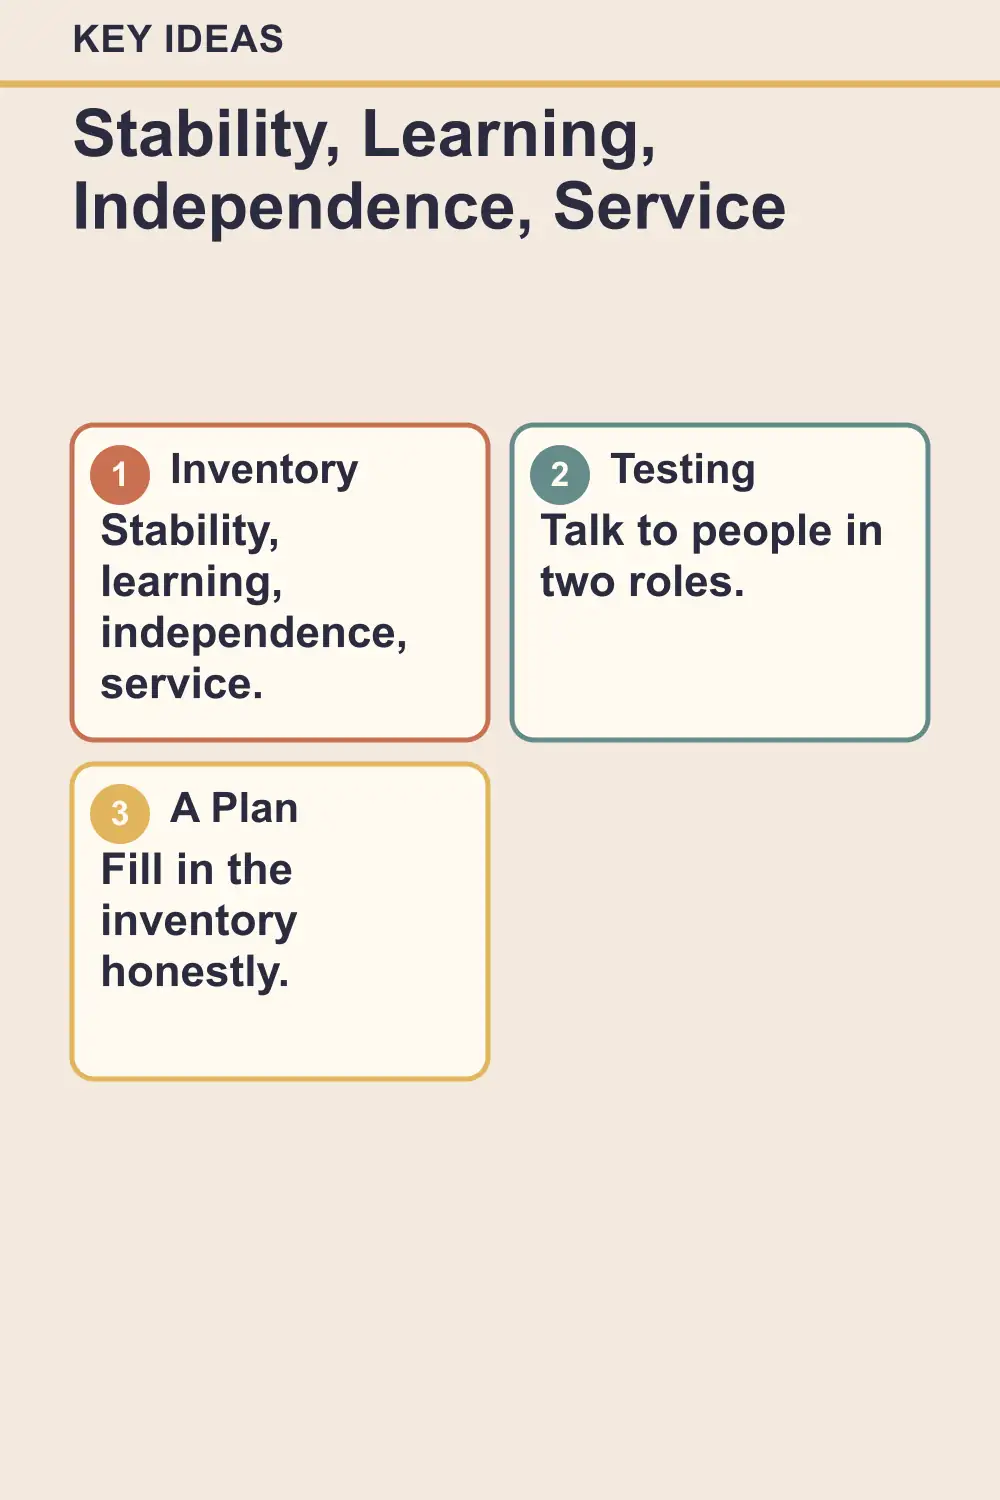 KEY IDEAS
Stability, Learning,
Independence, Service
1 Inventory
Stability,
learning,
independence,
service.
2 Testing
Talk to people in
two roles.
3 A Plan
Fill in the
inventory
honestly.